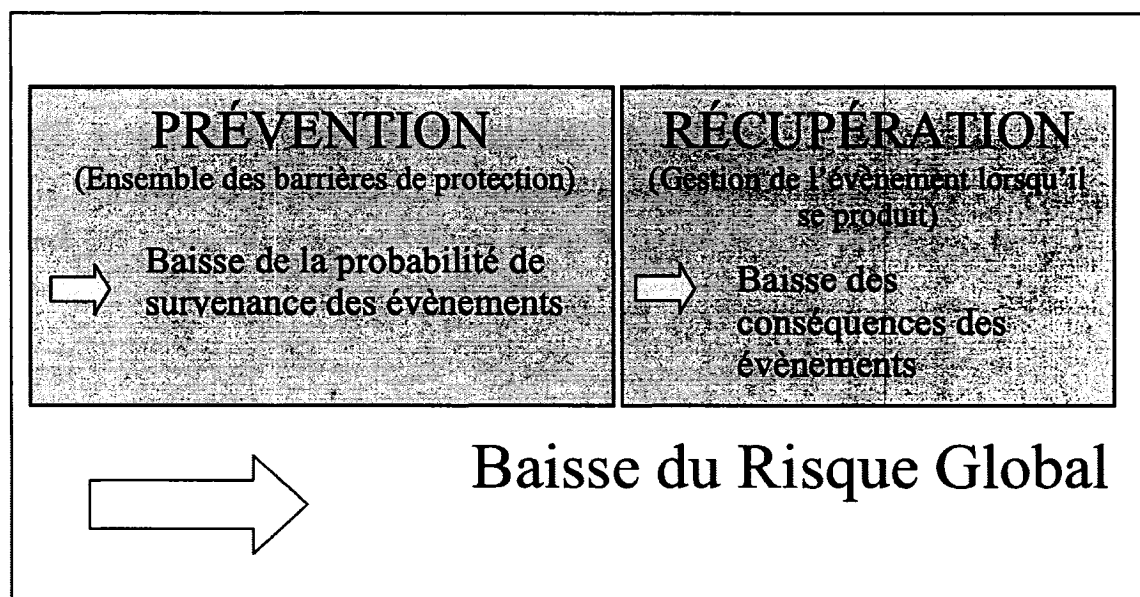 PRÉVENTION
(Ensemble des barrières de protection)
Baisse de la probabilité de
survenance des évènements
RÉCUPÉRATION
(Gestion de l'évènement lorsqu'il
se produit)
Baisse des
conséquences des
évènements
Baisse du Risque Global